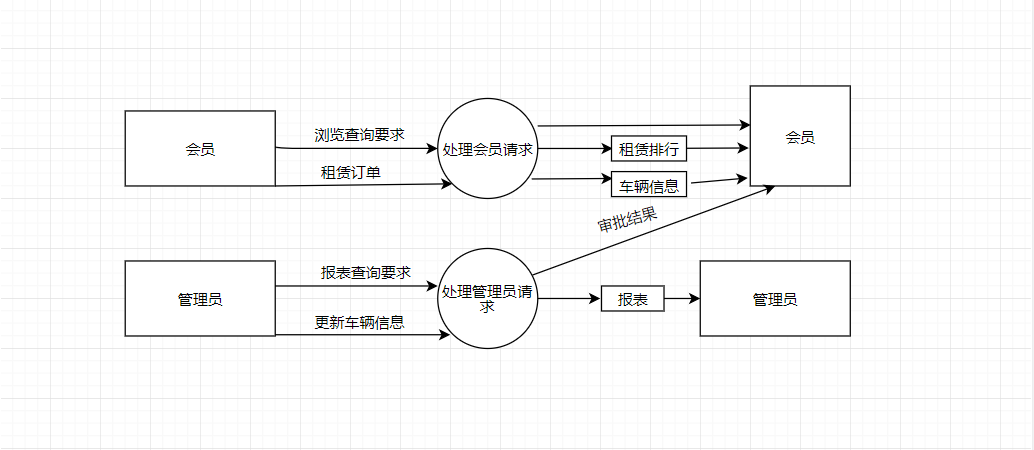 会员
浏览查询要求
租赁订单
处理会员请求
租赁排行
车辆信息
会员
审批结果
管理员
报表查询要求
更新车辆信息
处理管理员请
求
报表
管理员